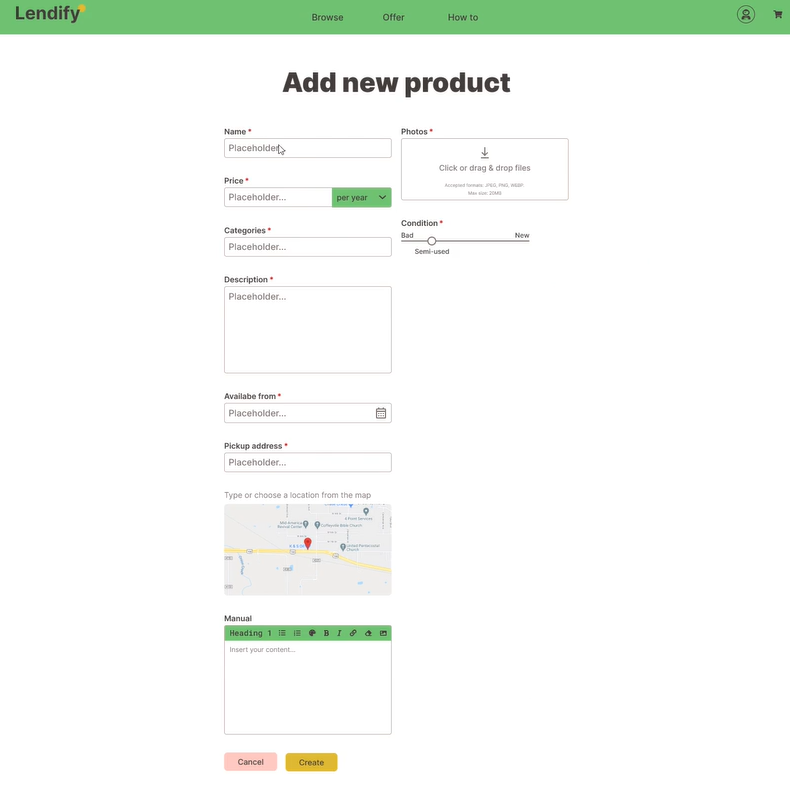 Lendify
Browse
Offer
How to
Add new product
Name *
Placeholder...
Price *
Placeholder...
per year
Categories *
Placeholder...
Description *
Placeholder...
Availabe from *
Placeholder...
Pickup address *
Placeholder...
Type or choose a location from the map
Manual
Heading 1
B
I
Insert your content...
Cancel
Create
Photos *
Click or drag & drop files
Accepted formats: JPEG, PNG, WEBP
Max size: 20MB
Condition *
Bad
New
Semi-used